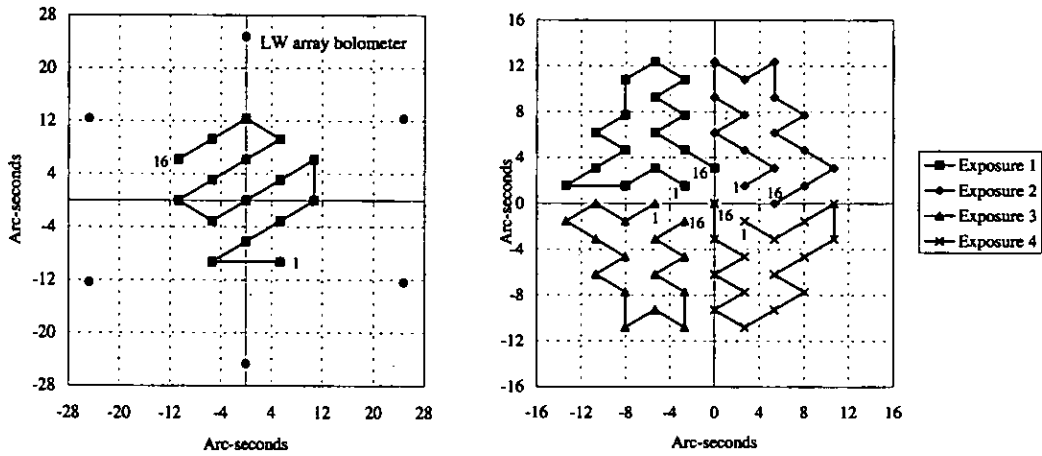 28
20
12
4
-4
-12
-20
-28
Arc-seconds
LW array bolometer
16
1
-28 -20 -12 -4 4 12 20 28
Arc-seconds
16
12
8
4
0
-4
-8
-12
-16
Arc-seconds
16
1
1
16
1
16
16
1
-16 -12 -8 -4 0 4 8 12 16
Arc-seconds
Exposure 1
Exposure 2
Exposure 3
Exposure 4